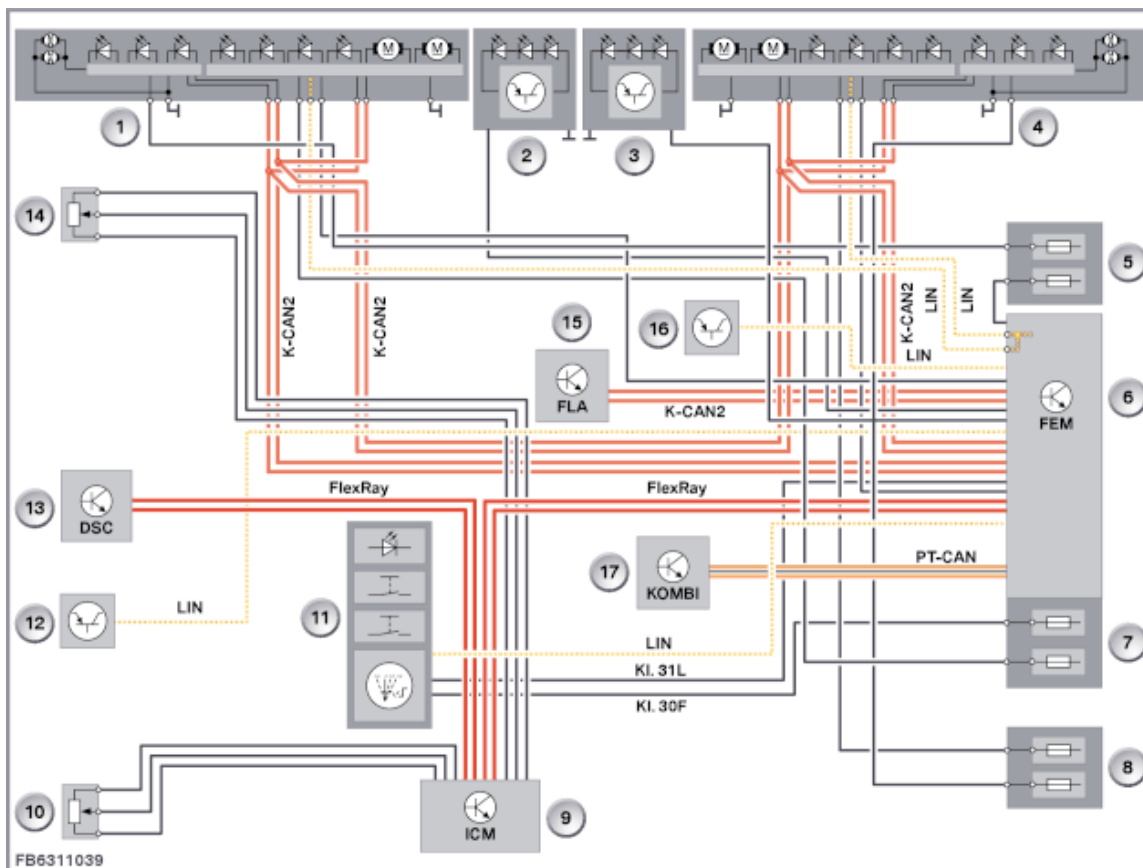 M
M
M
M
1
2
3
4
14
5
K-CAN2
K-CAN2
15
16
K-CAN2
LIN
LIN
LIN
FLA
K-CAN2
6
FEM
13
DSC
FlexRay
FlexRay
17
KOMBI
PT-CAN
12
LIN
11
LIN
Kl. 31L
Kl. 30F
7
8
10
ICM
9
FB6311039